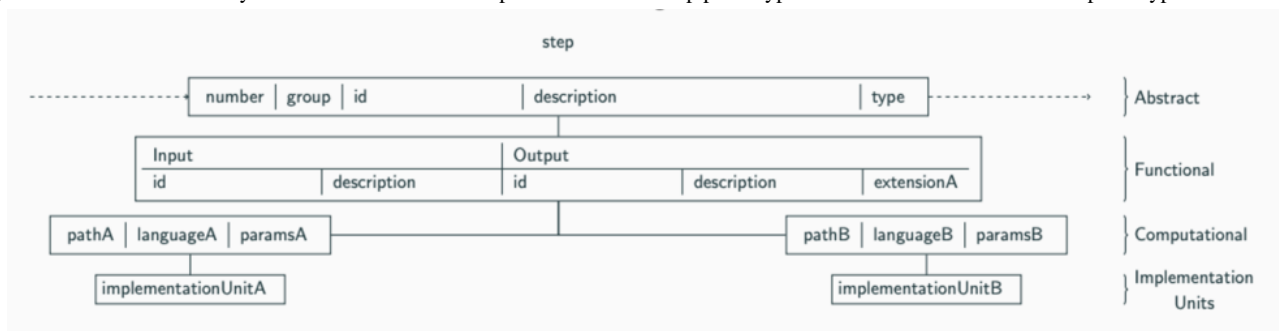 step
number group id description type Abstract
Input Output
id description id description extensionA
Functional
pathA languageA paramsA pathB languageB paramsB Computational
implementationUnitA implementationUnitB Implementation
Units